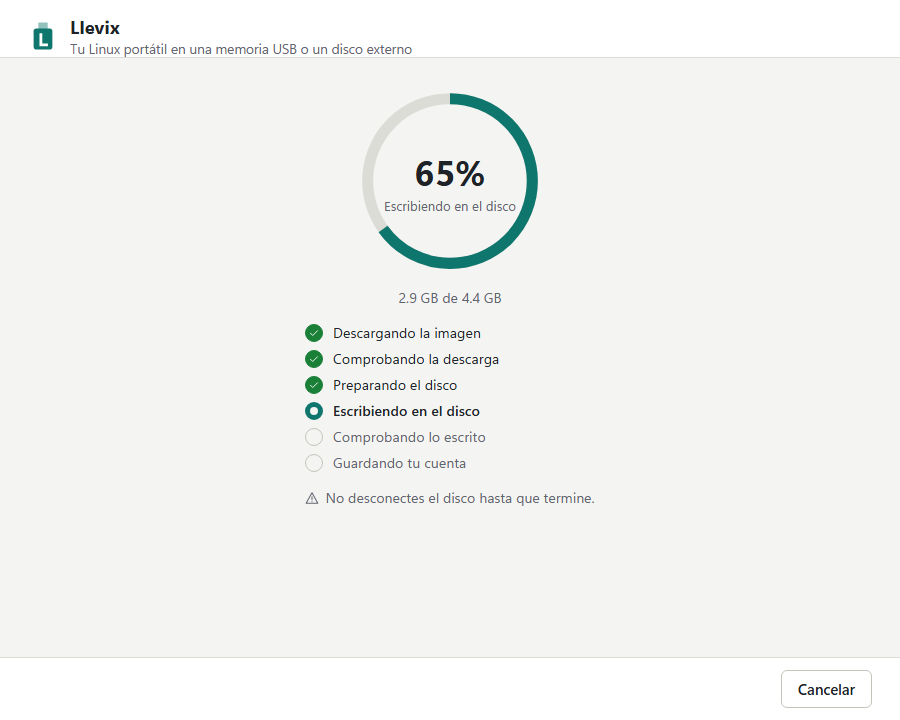 L
Llevix
Tu Linux portátil en una memoria USB o un disco externo
65%
Escribiendo en el disco
2.9 GB de 4.4 GB
Descargando la imagen
Comprobando la descarga
Preparando el disco
Escribiendo en el disco
Comprobando lo escrito
Guardando tu cuenta
No desconectes el disco hasta que termine.
Cancelar